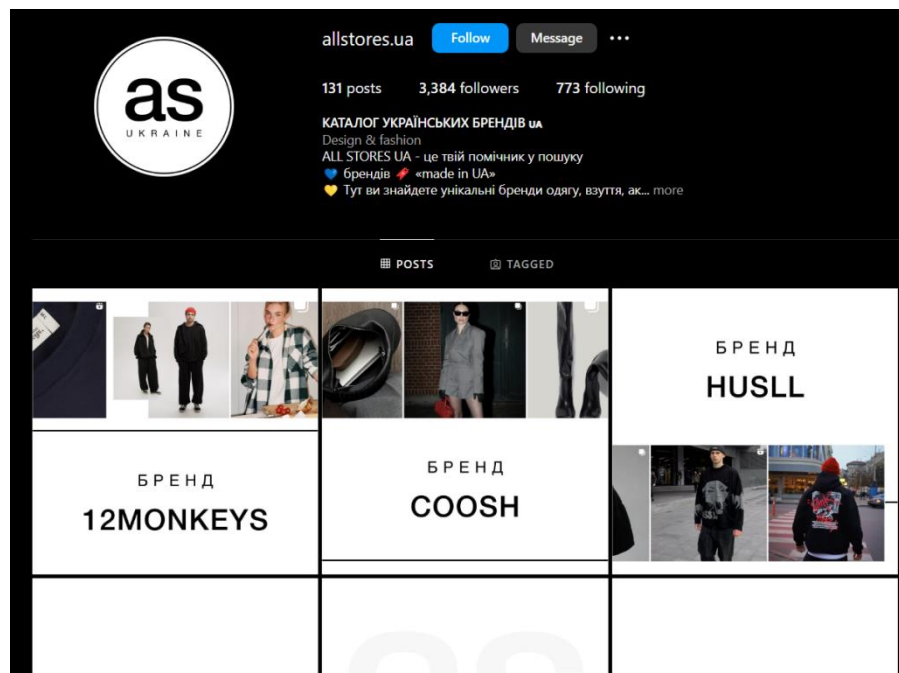 as
UKRAINE
allstores.ua Follow Message
131 posts 3,384 followers 773 following
КАТАЛОГ УКРАЇНСЬКИХ БРЕНДІВ UA
Design & fashion
ALL STORES UA - це твій помічник у пошуку
💙 брендів 🧨 «made in UA»
💛 Тут ви знайдете унікальні бренди одягу, взуття, ак... more
POSTS TAGGED
БРЕНД
12MONKEYS
БРЕНД
COOSH
БРЕНД
HUSLL